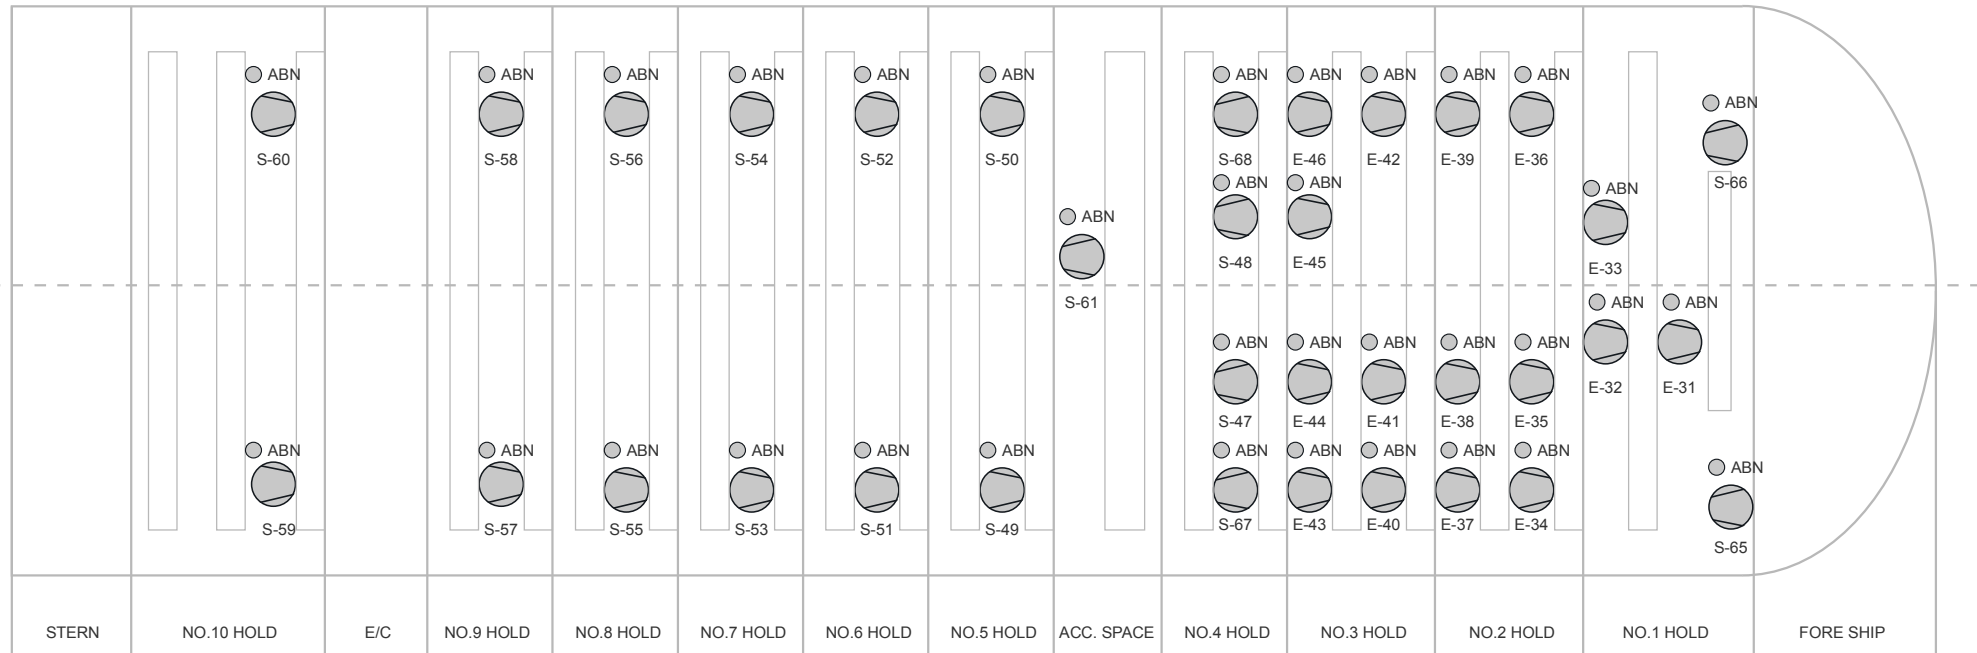 ABN ABN ABN ABN ABN ABN ABN ABN ABN ABN ABN
S-60 S-58 S-56 S-54 S-52 S-50 S-68 E-46 E-42 E-39 E-36
ABN
S-66
ABN ABN ABN
ABN
S-48 E-45 E-33
S-61
ABN ABN
ABN ABN ABN ABN ABN
E-32 E-31
S-47 E-44 E-41 E-38 E-35
ABN ABN ABN ABN ABN ABN ABN ABN ABN ABN ABN
ABN
S-59 S-57 S-55 S-53 S-51 S-49 S-67 E-43 E-40 E-37 E-34
S-65
STERN NO.10 HOLD E/C NO.9 HOLD NO.8 HOLD NO.7 HOLD NO.6 HOLD NO.5 HOLD ACC. SPACE NO.4 HOLD NO.3 HOLD NO.2 HOLD NO.1 HOLD FORE SHIP